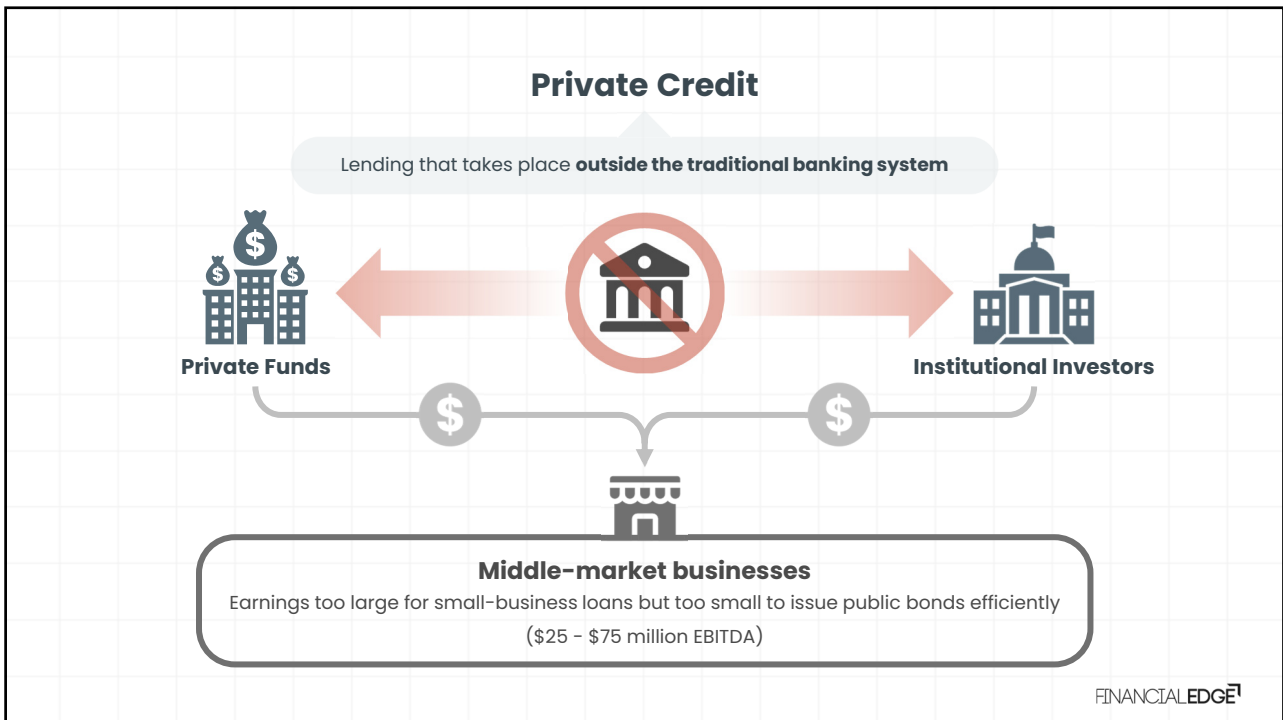 Private Credit
Lending that takes place outside the traditional banking system
$
$
$
Private Funds
Institutional Investors
$
$
Middle-market businesses
Earnings too large for small-business loans but too small to issue public bonds efficiently
($25 - $75 million EBITDA)
FINANCIALEDGE